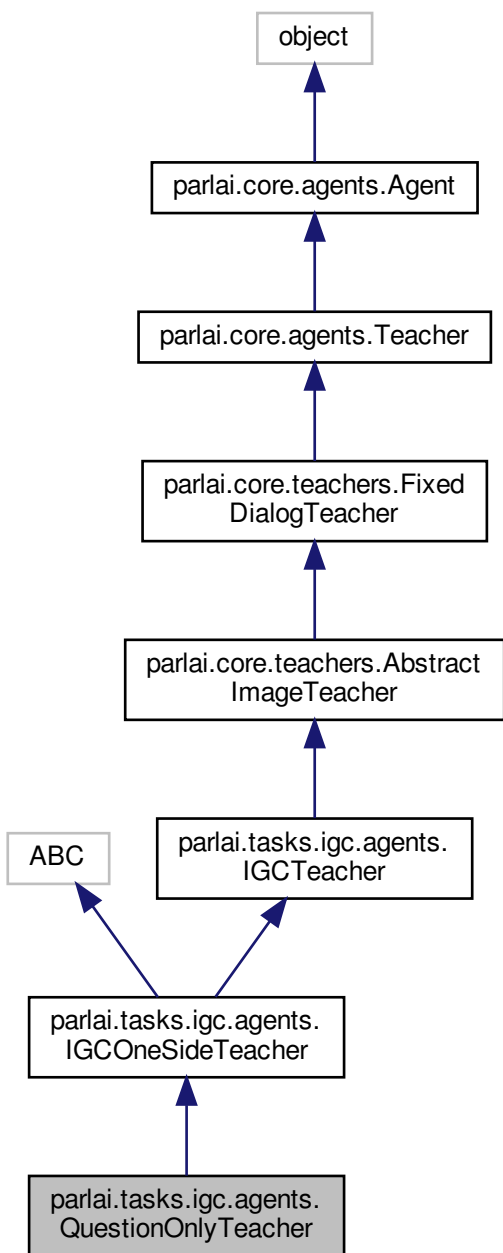 object
parlai.core.agents.Agent
parlai.core.agents.Teacher
parlai.core.teachers.Fixed
DialogTeacher
parlai.core.teachers.Abstract
ImageTeacher
ABC
parlai.tasks.igc.agents.
IGCTeacher
parlai.tasks.igc.agents.
IGCOneSideTeacher
parlai.tasks.igc.agents.
QuestionOnlyTeacher